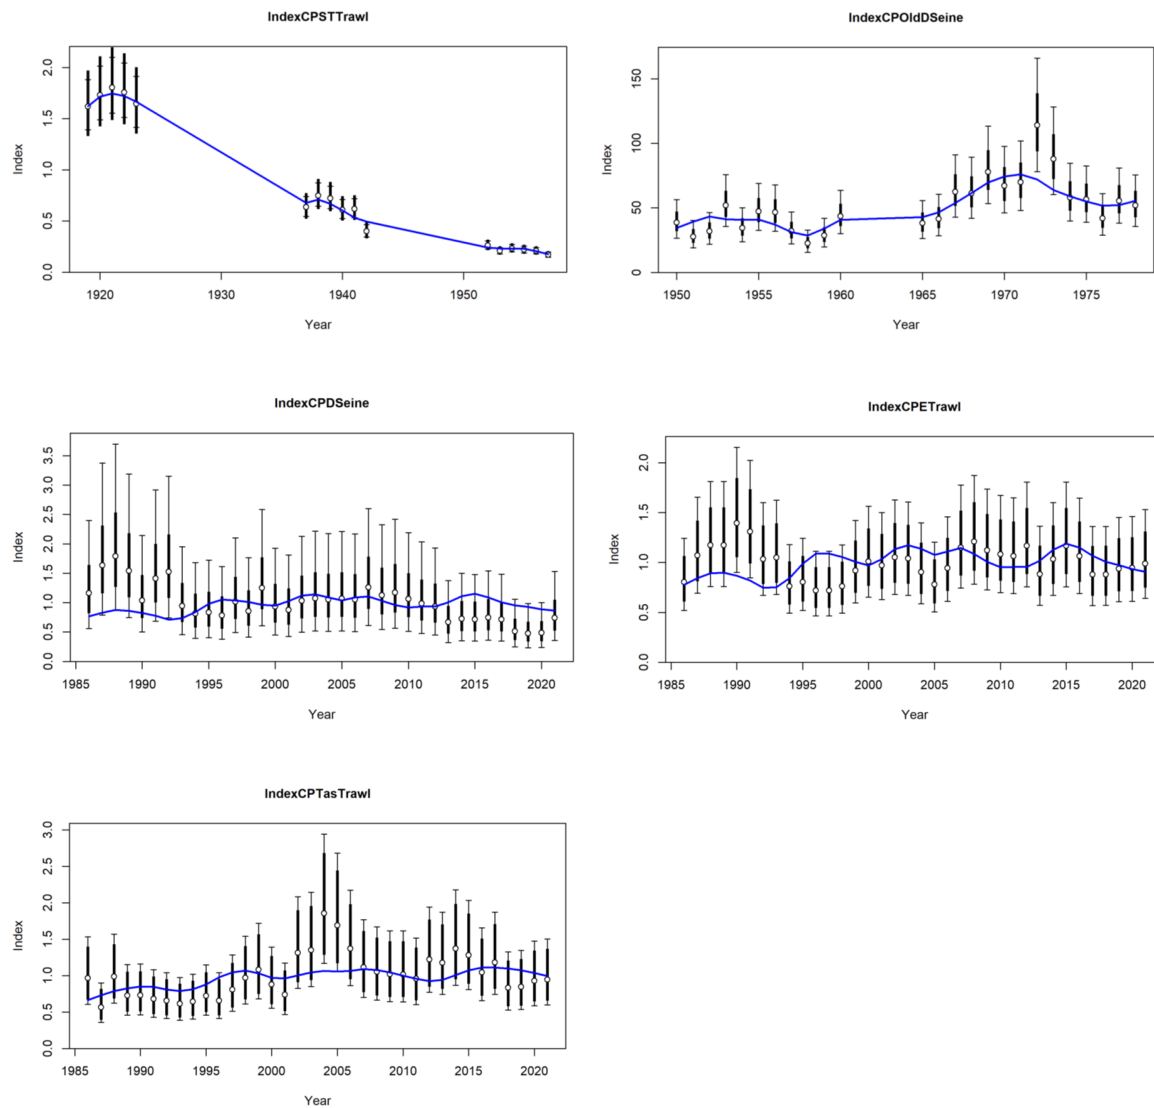 IndexCPSTTrawl
Index
0.0 0.5 1.0 1.5 2.0
1920 1930 1940 1950
Year
IndexCPOldDSeine
Index
0 50 100 150
1950 1955 1960 1965 1970 1975
Year
IndexCPDSeine
Index
0.0 0.5 1.0 1.5 2.0 2.5 3.0 3.5
1985 1990 1995 2000 2005 2010 2015 2020
Year
IndexCPETrawl
Index
0.0 0.5 1.0 1.5 2.0
1985 1990 1995 2000 2005 2010 2015 2020
Year
IndexCPTasTrawl
Index
0.0 0.5 1.0 1.5 2.0 2.5 3.0
1985 1990 1995 2000 2005 2010 2015 2020
Year